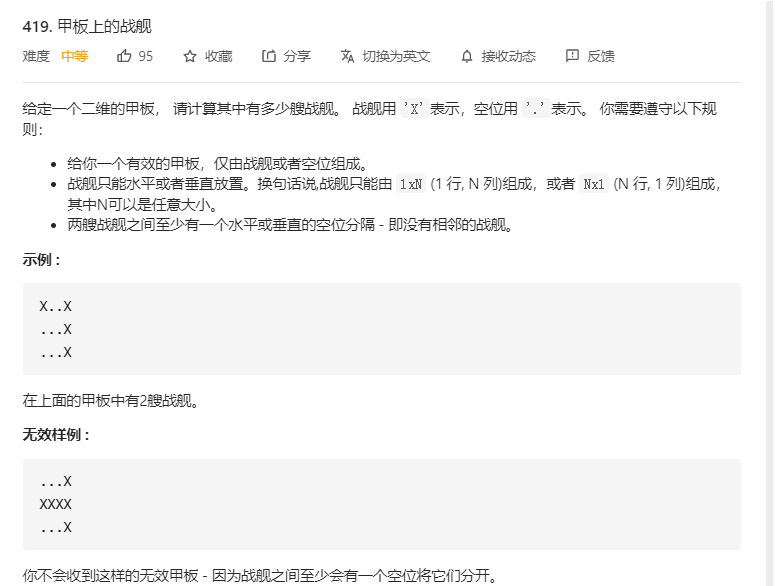 419. 甲板上的战舰
难度 中等 95 收藏 分享 切换为英文 接收动态 反馈
给定一个二维的甲板， 请计算其中有多少艘战舰。 战舰用 'X' 表示，空位用 '.' 表示。 你需要遵守以下规
则：
给你一个有效的甲板，仅由战舰或者空位组成。
战舰只能水平或者垂直放置。换句话说,战舰只能由 1xN (1 行, N 列)组成，或者 Nx1 (N 行, 1 列)组成，
其中N可以是任意大小。
两艘战舰之间至少有一个水平或垂直的空位分隔 - 即没有相邻的战舰。
示例 :
X..X
...X
...X
在上面的甲板中有2艘战舰。
无效样例 :
...X
XXXX
...X
你不会收到这样的无效甲板 - 因为战舰之间至少会有一个空位将它们分开。